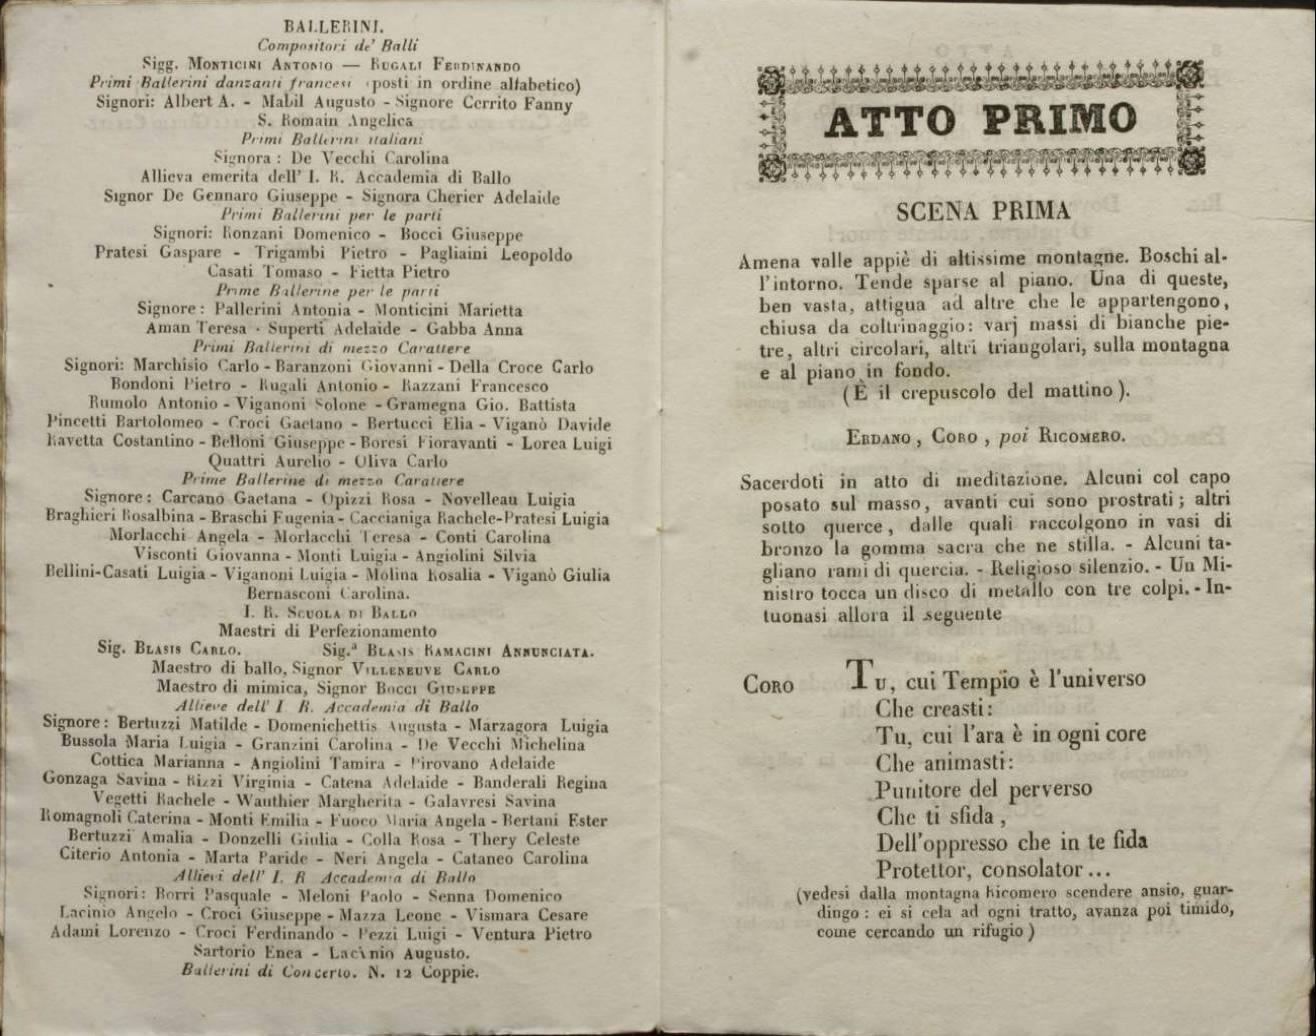 BALLERINI.
Compositori de' Balli
Sigg. MONTICINI ANTONIO — RUGALI FERDINANDO
Primi Ballerini danzanti francesi (posti in ordine alfabetico)
Signori: Albert A. - Mabil Augusto - Signore Cerrito Fanny
S. Romain Angelica
Primi Ballerini italiani
Signora : De Vecchi Carolina
Allieva emerita dell' I. R. Accademia di Ballo
Signor De Gennaro Giuseppe - Signora Cherier Adelaide
Primi Ballerini per le parti
Signori: Ronzani Domenico - Bocci Giuseppe
Pratesi Gaspare - Trigambi Pietro - Pagliaini Leopoldo
Casati Tomaso - Fietta Pietro
Prime Ballerine per le parti
Signore : Pallerini Antonia - Monticini Marietta
Aman Teresa - Superti Adelaide - Gabba Anna
Primi Ballerini di mezzo Carattere
Signori: Marchisio Carlo - Baranzoni Giovanni - Della Croce Carlo
Bondoni Pietro - Rugali Antonio - Razzani Francesco
Rumolo Antonio - Viganoni Solone - Gramegna Gio. Battista
Pincetti Bartolomeo - Croci Gaetano - Bertucci Elia - Viganò Davide
Ravetta Costantino - Belloni Giuseppe - Boresi Fioravanti - Lorea Luigi
Quattri Aurelio - Oliva Carlo
Prime Ballerine di mezzo Carattere
Signore : Carcano Gaetana - Opizzi Rosa - Novelleau Luigia
Braghieri Rosalbina - Braschi Eugenia - Caccianiga Rachele-Pratesi Luigia
Morlacchi Angela - Morlacchi Teresa - Conti Carolina
Visconti Giovanna - Monti Luigia - Angiolini Silvia
Bellini-Casati Luigia - Viganoni Luigia - Molina Rosalia - Viganò Giulia
Bernasconi Carolina.
I. R. SCUOLA DI BALLO
Maestri di Perfezionamento
Sig. BLASIS CARLO. Sig.ª BLASIS RAMACINI ANNUNCIATA.
Maestro di ballo, Signor VILLENEUVE CARLO
Maestro di mimica, Signor BOCCI GIUSEPPE
Allieve dell' I R. Accademia di Ballo
Signore : Bertuzzi Matilde - Domenichettis Augusta - Marzagora Luigia
Bussola Maria Luigia - Granzini Carolina - De Vecchi Michelina
Cottica Marianna - Angiolini Tamira - Pirovano Adelaide
Gonzaga Savina - Rizzi Virginia - Catena Adelaide - Banderali Regina
Vegetti Rachele - Wauthier Margherita - Galavresi Savina
Romagnoli Caterina - Monti Emilia - Fuoco Maria Angela - Bertani Ester
Bertuzzi Amalia - Donzelli Giulia - Colla Rosa - Thery Celeste
Citerio Antonia - Marta Paride - Neri Angela - Cataneo Carolina
Allievi dell' I. R Accademia di Ballo
Signori : Borri Pasquale - Meloni Paolo - Senna Domenico
Lacinio Angelo - Croci Giuseppe - Mazza Leone - Vismara Cesare
Adami Lorenzo - Croci Ferdinando - Pezzi Luigi - Ventura Pietro
Sartorio Enea - Lacinio Augusto.
Ballerini di Concerto. N. 12 Coppie.
ATTO PRIMO
SCENA PRIMA
Amena valle appiè di altissime montagne. Boschi al-
l'intorno. Tende sparse al piano. Una di queste,
ben vasta, attigua ad altre che le appartengono,
chiusa da coltrinaggio: varj massi di bianche pie-
tre, altri circolari, altri triangolari, sulla montagna
e al piano in fondo.
(È il crepuscolo del mattino).
ERDANO, CORO, poi RICOMERO.
Sacerdoti in atto di meditazione. Alcuni col capo
posato sul masso, avanti cui sono prostrati; altri
sotto querce, dalle quali raccolgono in vasi di
bronzo la gomma sacra che ne stilla. - Alcuni ta-
gliano rami di quercia. - Religioso silenzio. - Un Mi-
nistro tocca un disco di metallo con tre colpi. - In-
tuonasi allora il seguente
CORO TU, cui Tempio è l'universo
Che creasti:
Tu, cui l'ara è in ogni core
Che animasti:
Punitore del perverso
Che ti sfida,
Dell'oppresso che in te fida
Protettor, consolator...
(vedesi dalla montagna Ricomero scendere ansio, guar-
dingo: ei si cela ad ogni tratto, avanza poi timido,
come cercando un rifugio)